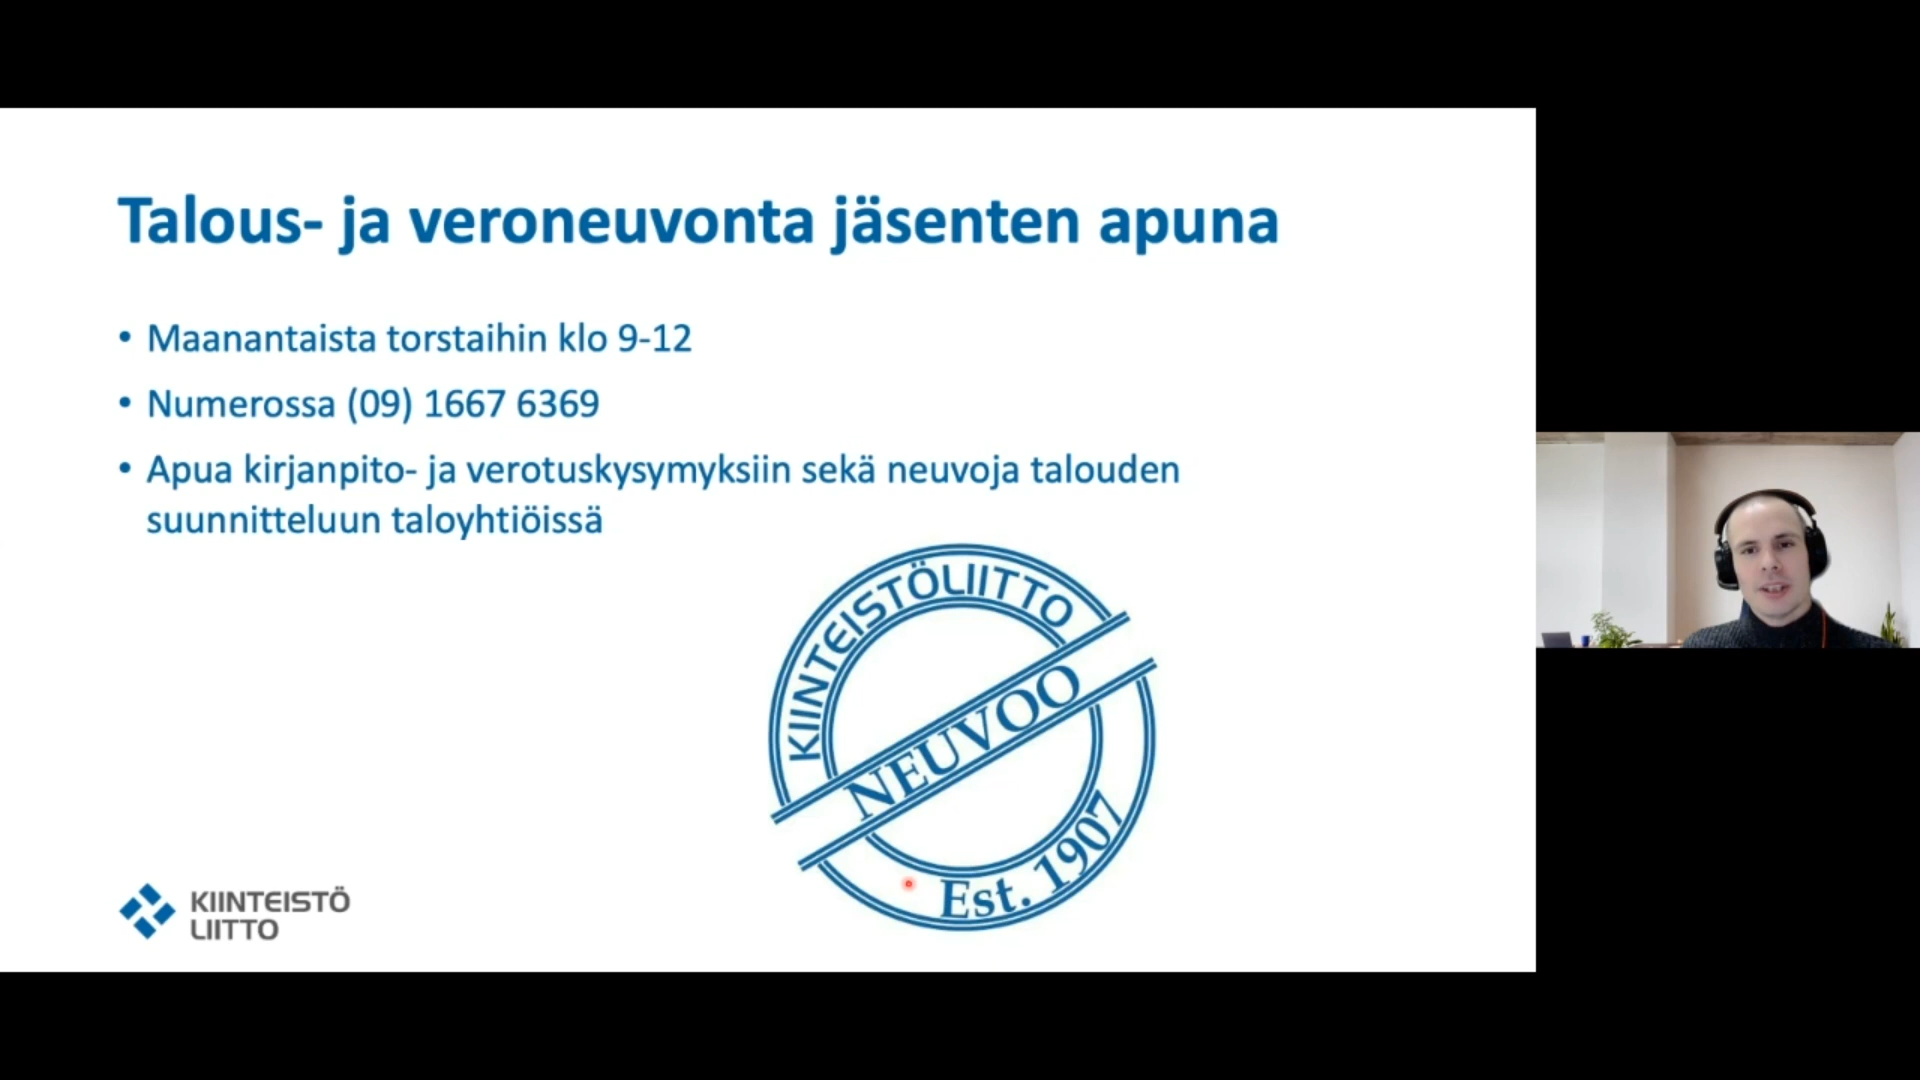 Talous- ja veroneuvonta jäsenten apuna
• Maanantaista torstaihin klo 9-12
• Numerossa (09) 1667 6369
• Apua kirjanpito- ja verotuskysymyksiin sekä neuvoja talouden
suunnitteluun taloyhtiöissä
KIINTEISTÖLIITTO
NEUVOO
Est. 1907
KIINTEISTÖ
LIITTO